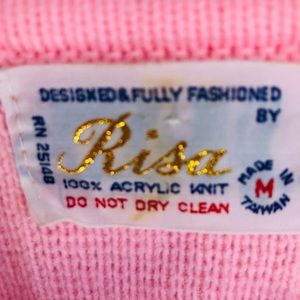 DESIGNED & FULLY FASHIONED
BY
RN 25148
Risa
100% ACRYLIC KNIT
DO NOT DRY CLEAN
MADE IN
M
TAIWAN